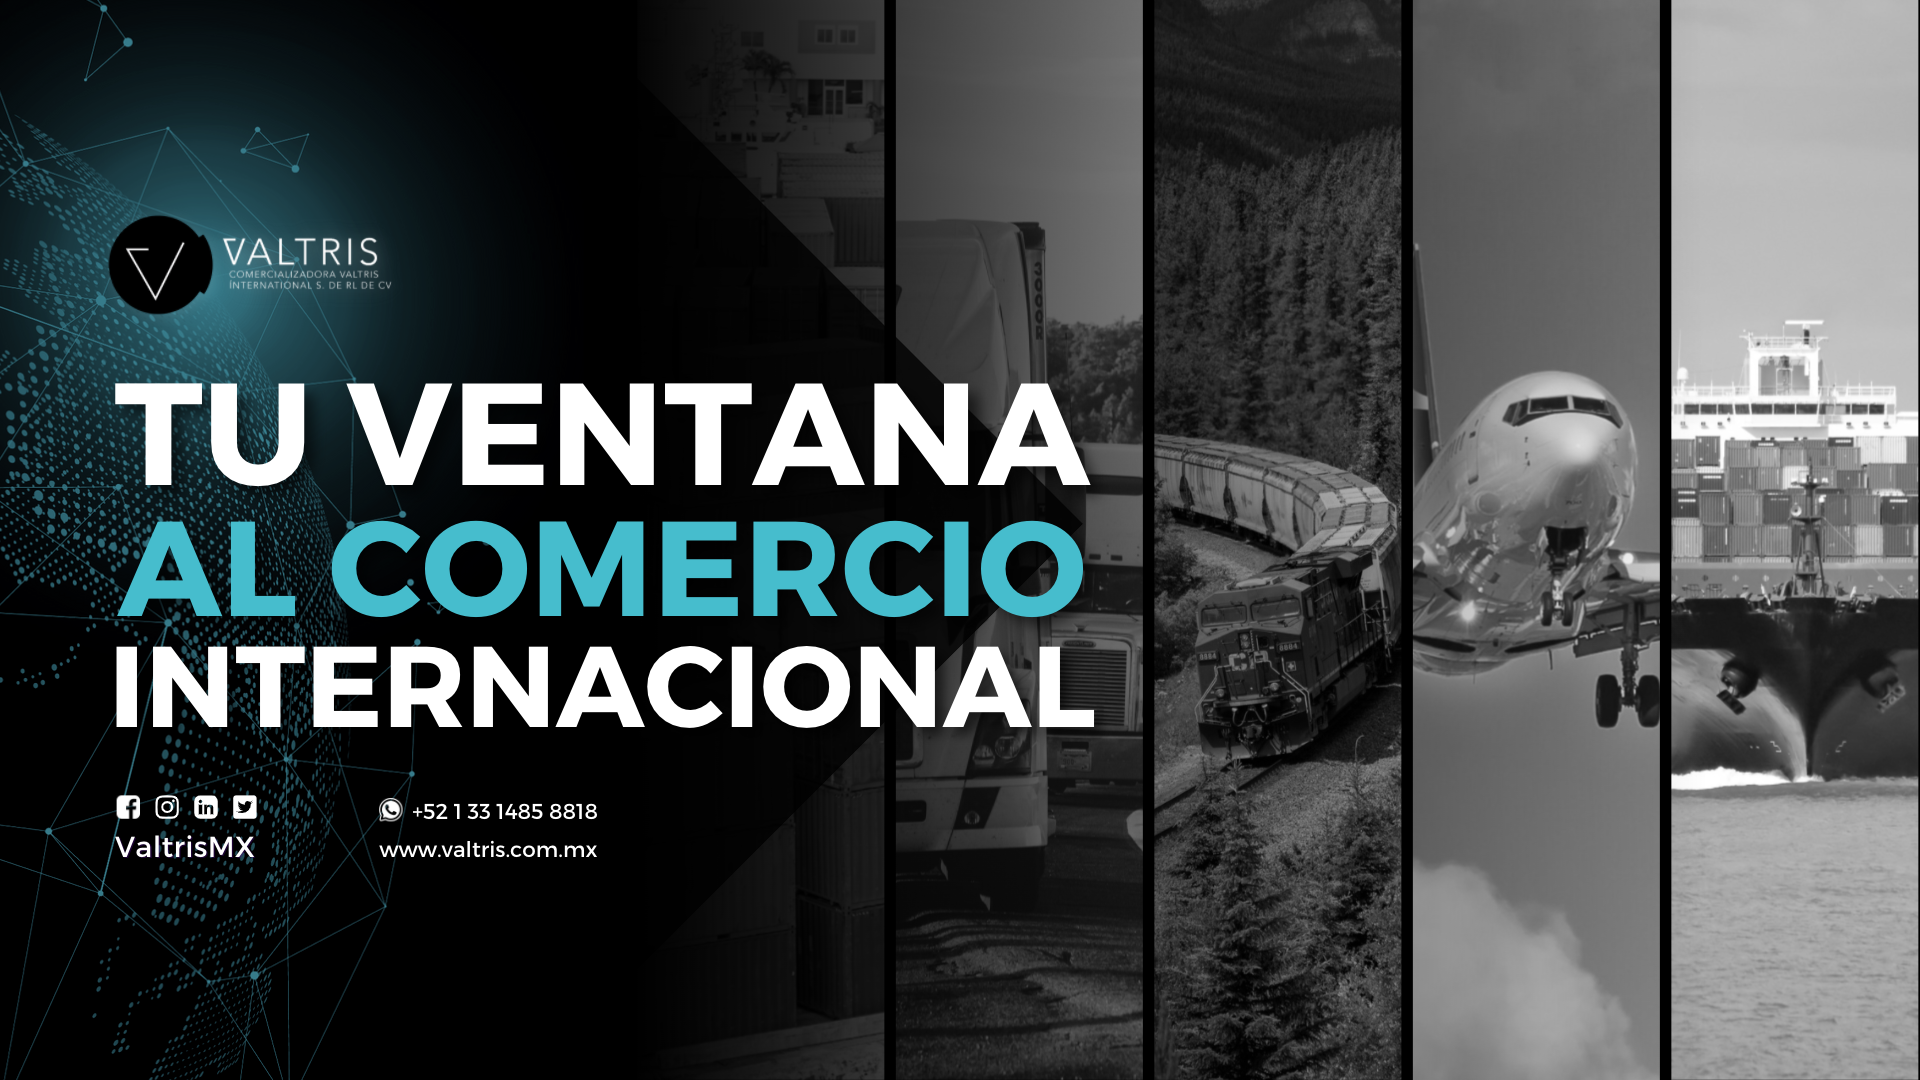 VALTRIS
COMERCIALIZADORA VALTRIS
INTERNATIONAL S. DE RL DE CV
TU VENTANA
AL COMERCIO
INTERNACIONAL
+52 1 33 1485 8818
ValtrisMX
www.valtris.com.mx